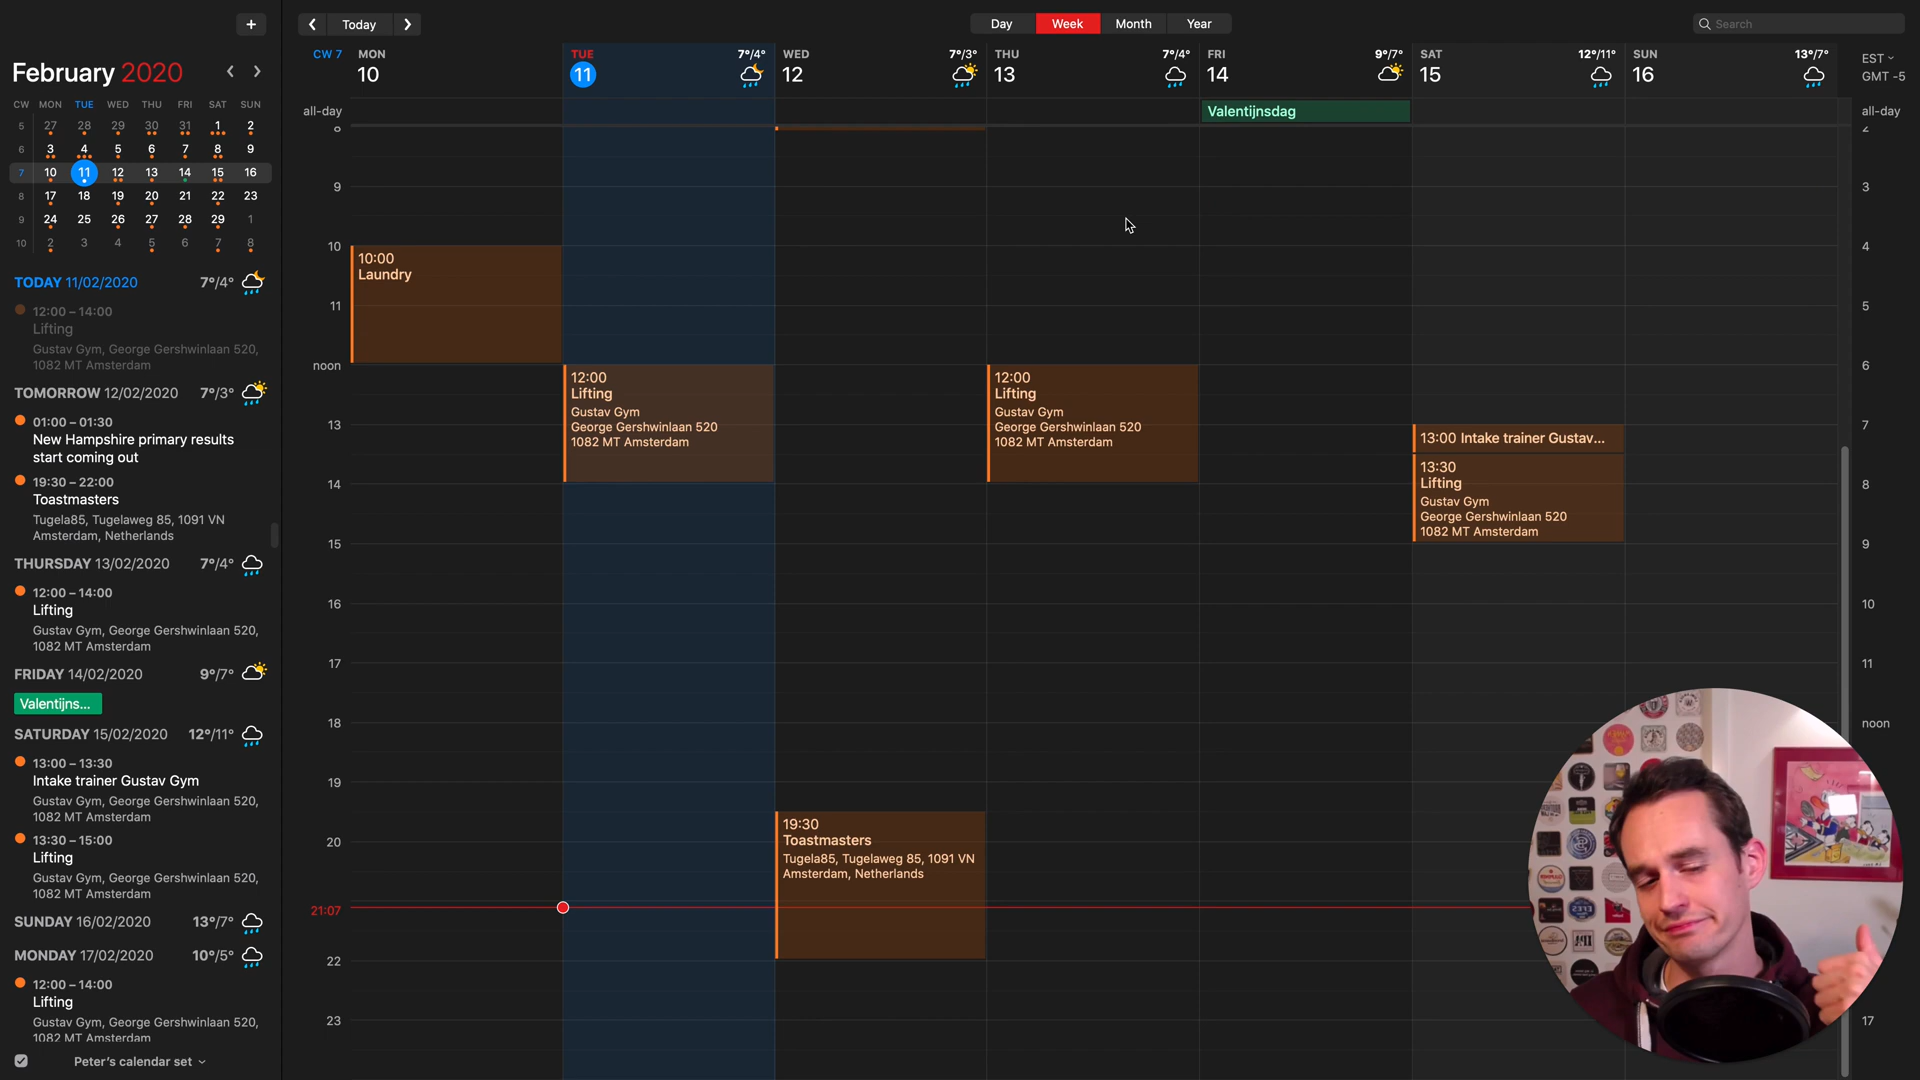 +
Today
Day
Week
Month
Year
Search
February 2020
CW MON TUE WED THU FRI SAT SUN
5 27 28 29 30 31 1 2
6 3 4 5 6 7 8 9
7 10 11 12 13 14 15 16
8 17 18 19 20 21 22 23
9 24 25 26 27 28 29 1
10 2 3 4 5 6 7 8
TODAY 11/02/2020 7°/4°
12:00 – 14:00
Lifting
Gustav Gym, George Gershwinlaan 520,
1082 MT Amsterdam
TOMORROW 12/02/2020 7°/3°
01:00 – 01:30
New Hampshire primary results
start coming out
19:30 – 22:00
Toastmasters
Tugela85, Tugelaweg 85, 1091 VN
Amsterdam, Netherlands
THURSDAY 13/02/2020 7°/4°
12:00 – 14:00
Lifting
Gustav Gym, George Gershwinlaan 520,
1082 MT Amsterdam
FRIDAY 14/02/2020 9°/7°
Valentijns...
SATURDAY 15/02/2020 12°/11°
13:00 – 13:30
Intake trainer Gustav Gym
Gustav Gym, George Gershwinlaan 520,
1082 MT Amsterdam
13:30 – 15:00
Lifting
Gustav Gym, George Gershwinlaan 520,
1082 MT Amsterdam
SUNDAY 16/02/2020 13°/7°
MONDAY 17/02/2020 10°/5°
12:00 – 14:00
Lifting
Gustav Gym, George Gershwinlaan 520,
1082 MT Amsterdam
Peter's calendar set
CW 7
MON
10
TUE 7°/4°
11
WED 7°/3°
12
THU 7°/4°
13
FRI 9°/7°
14
SAT 12°/11°
15
SUN 13°/7°
16
EST
GMT -5
all-day
Valentijnsdag
all-day
8
9
10
11
noon
13
14
15
16
17
18
19
20
21:07
22
23
10:00
Laundry
12:00
Lifting
Gustav Gym
George Gershwinlaan 520
1082 MT Amsterdam
19:30
Toastmasters
Tugela85, Tugelaweg 85, 1091 VN
Amsterdam, Netherlands
12:00
Lifting
Gustav Gym
George Gershwinlaan 520
1082 MT Amsterdam
13:00 Intake trainer Gustav...
13:30
Lifting
Gustav Gym
George Gershwinlaan 520
1082 MT Amsterdam
2
3
4
5
6
7
8
9
10
11
noon
17